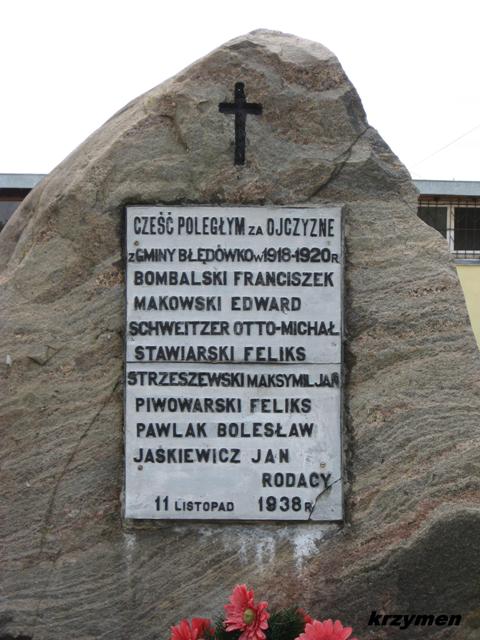 CZEŚĆ POLEGŁYM ZA OJCZYZNE
Z GMINY BŁĘDÓWKO W 1918-1920 R
BOMBALSKI FRANCISZEK
MAKOWSKI EDWARD
SCHWEITZER OTTO-MICHAŁ
STAWIARSKI FELIKS
STRZESZEWSKI MAKSYMILJAN
PIWOWARSKI FELIKS
PAWLAK BOLESŁAW
JAŚKIEWICZ JAN
RODACY
11 LISTOPAD 1938 R
krzymen